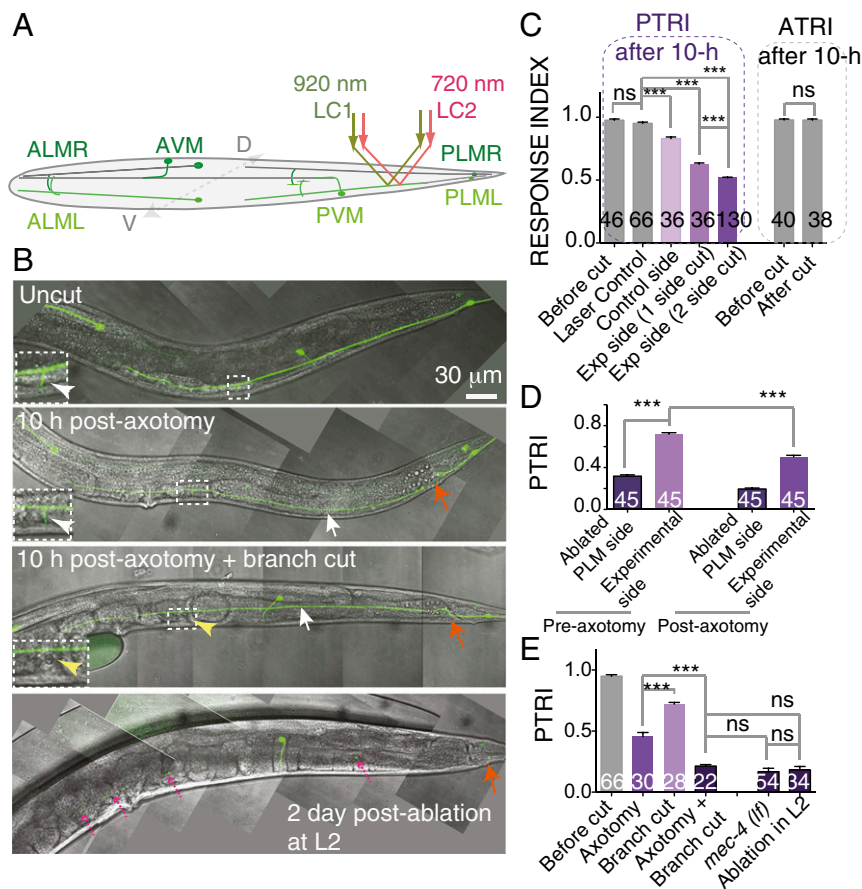 A
920 nm
LC1
720 nm
LC2
ALMR
AVM
D
PLMR
ALML
V
PVM
PLML
B
Uncut
30 µm
10 h post-axotomy
10 h post-axotomy + branch cut
2 day post-ablation
at L2
C
PTRI
after 10-h
ATRI
after 10-h
RESPONSE INDEX
1.0
0.5
0.0
ns
***
***
***
***
ns
46
66
36
36
130
40
38
Before cut
Laser Control
Control side
Exp side (1 side cut)
Exp side (2 side cut)
Before cut
After cut
D
PTRI
0.8
0.4
0.0
***
***
45
45
45
45
Ablated
PLM side
Experimental
side
Ablated
PLM side
Experimental
side
Pre-axotomy
Post-axotomy
E
PTRI
1.0
0.5
0.0
***
***
ns
ns
ns
66
30
28
22
54
34
Before cut
Axotomy
Branch cut
Axotomy +
Branch cut
mec-4 (lf)
Ablation in L2